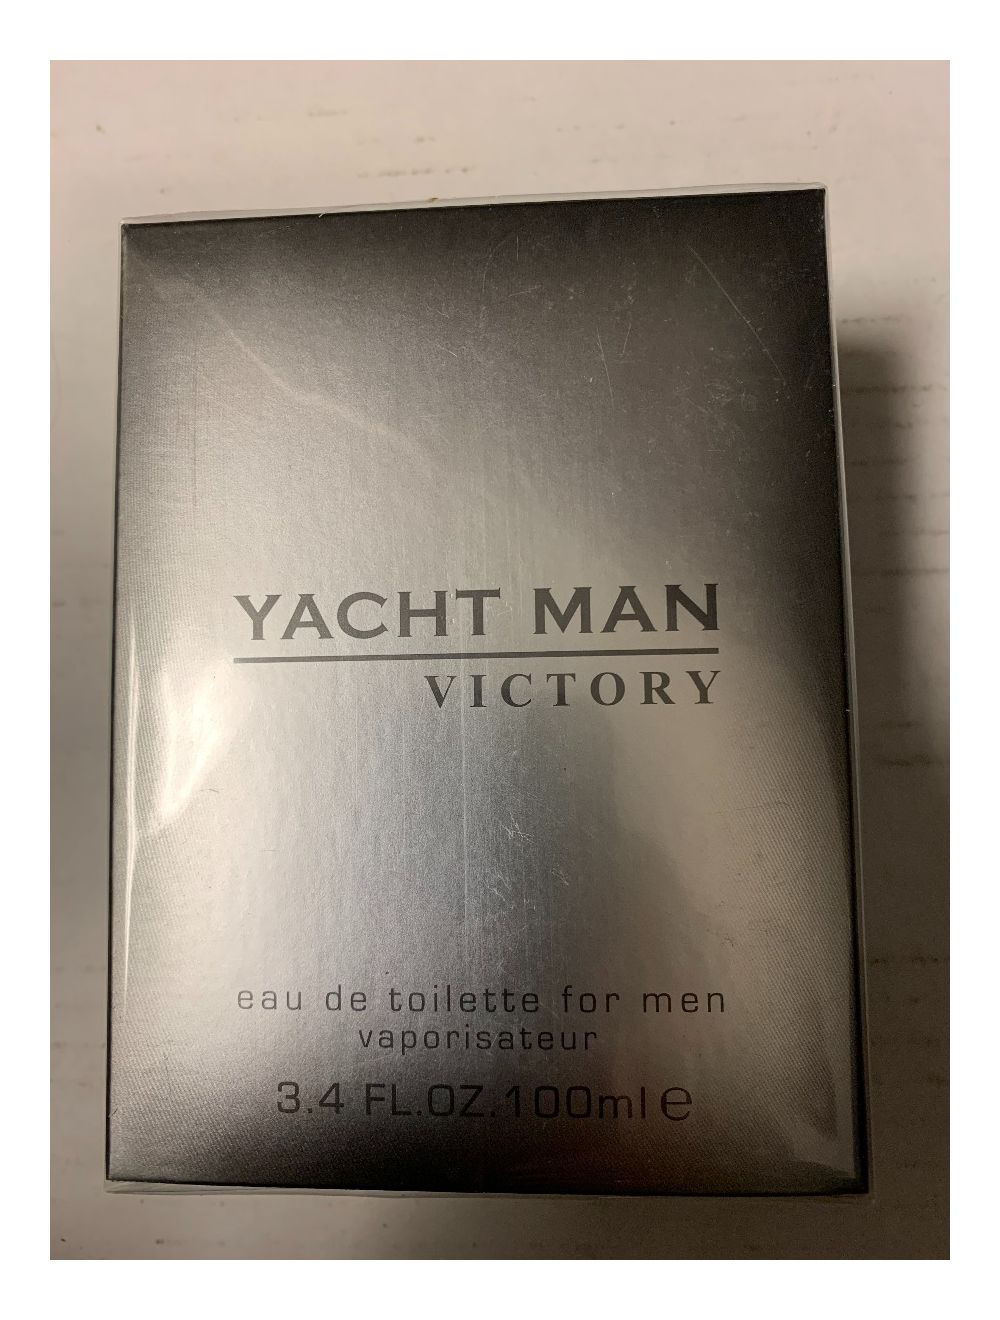 YACHT MAN
VICTORY
eau de toilette for men
vaporisateur
3.4 FL.OZ.100ml e